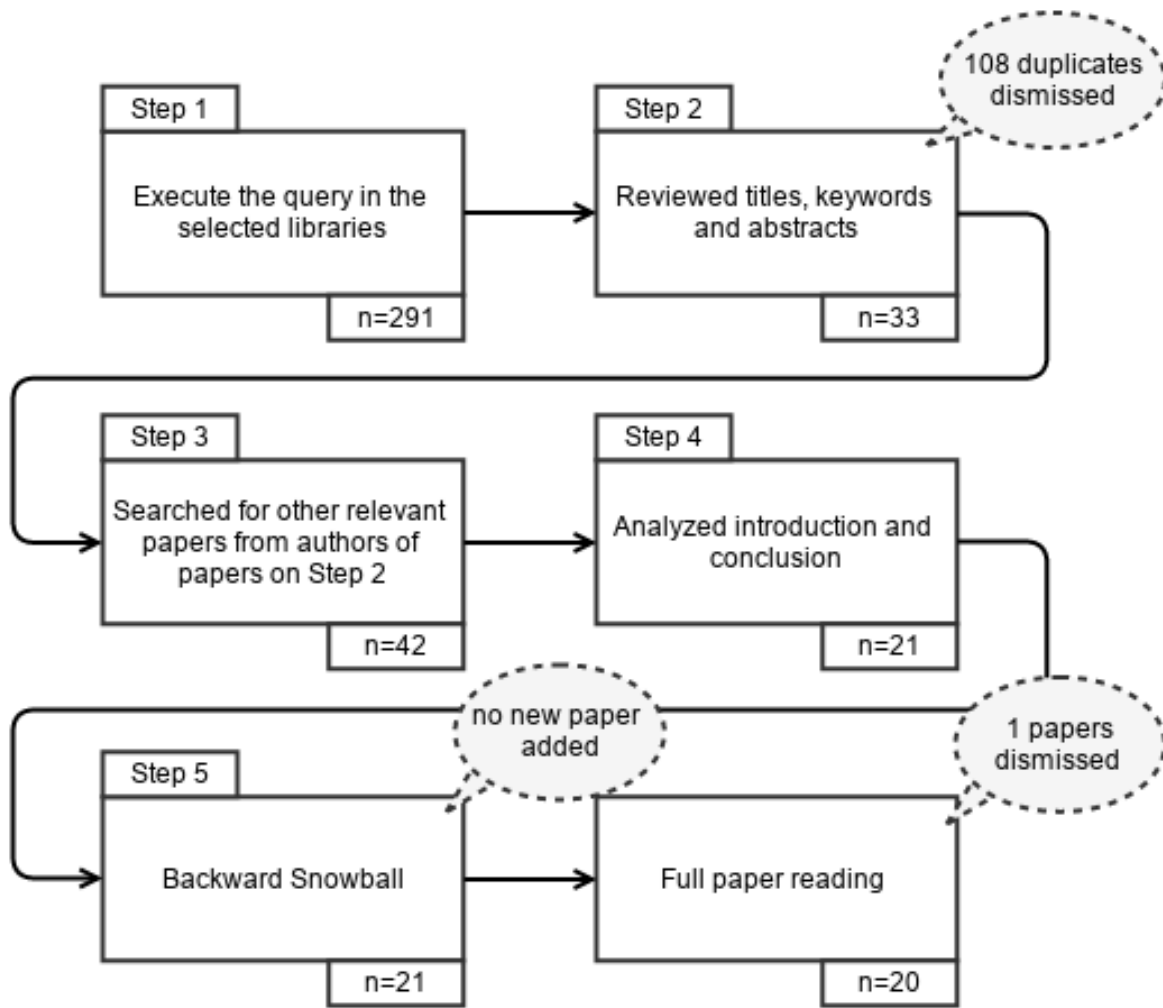 108 duplicates
dismissed
Step 1
Execute the query in the
selected libraries
n=291
Step 2
Reviewed titles, keywords
and abstracts
n=33
Step 3
Searched for other relevant
papers from authors of
papers on Step 2
n=42
Step 4
Analyzed introduction and
conclusion
n=21
no new paper
added
1 papers
dismissed
Step 5
Backward Snowball
n=21
Full paper reading
n=20